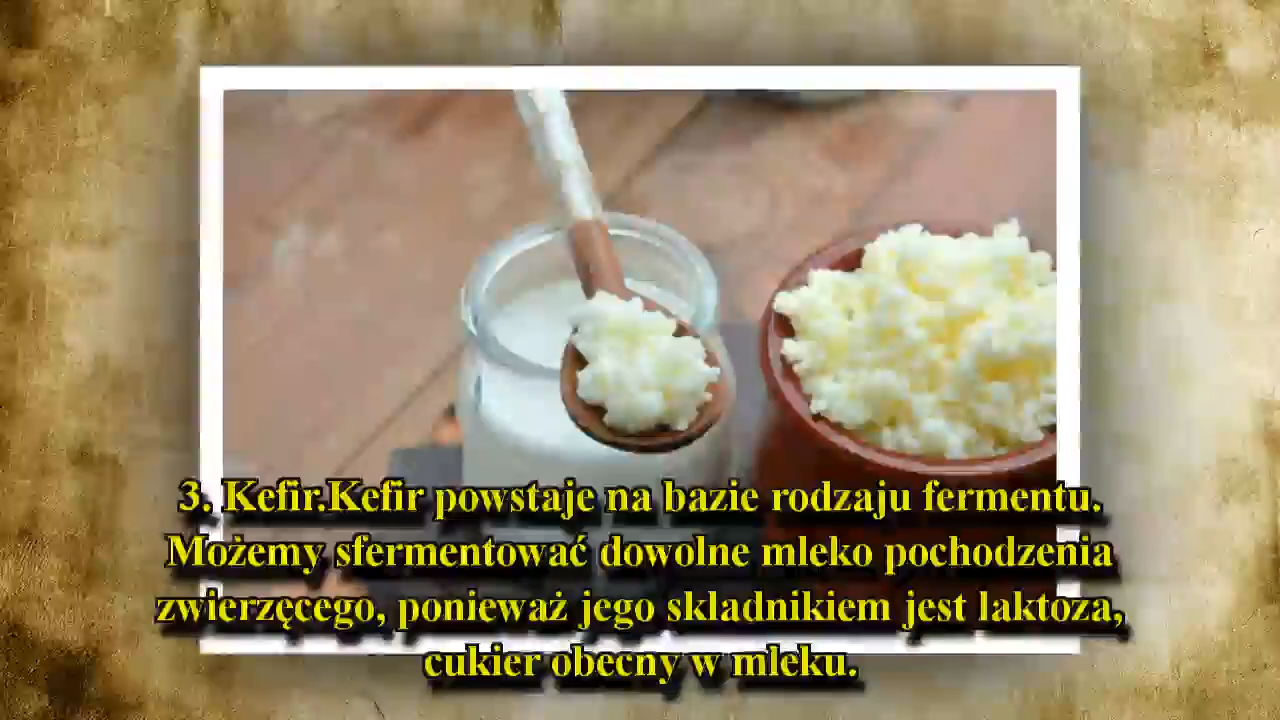 3. Kefir.Kefir powstaje na bazie rodzaju fermentu.
Możemy sfermentować dowolne mleko pochodzenia
zwierzęcego, ponieważ jego składnikiem jest laktoza,
cukier obecny w mleku.